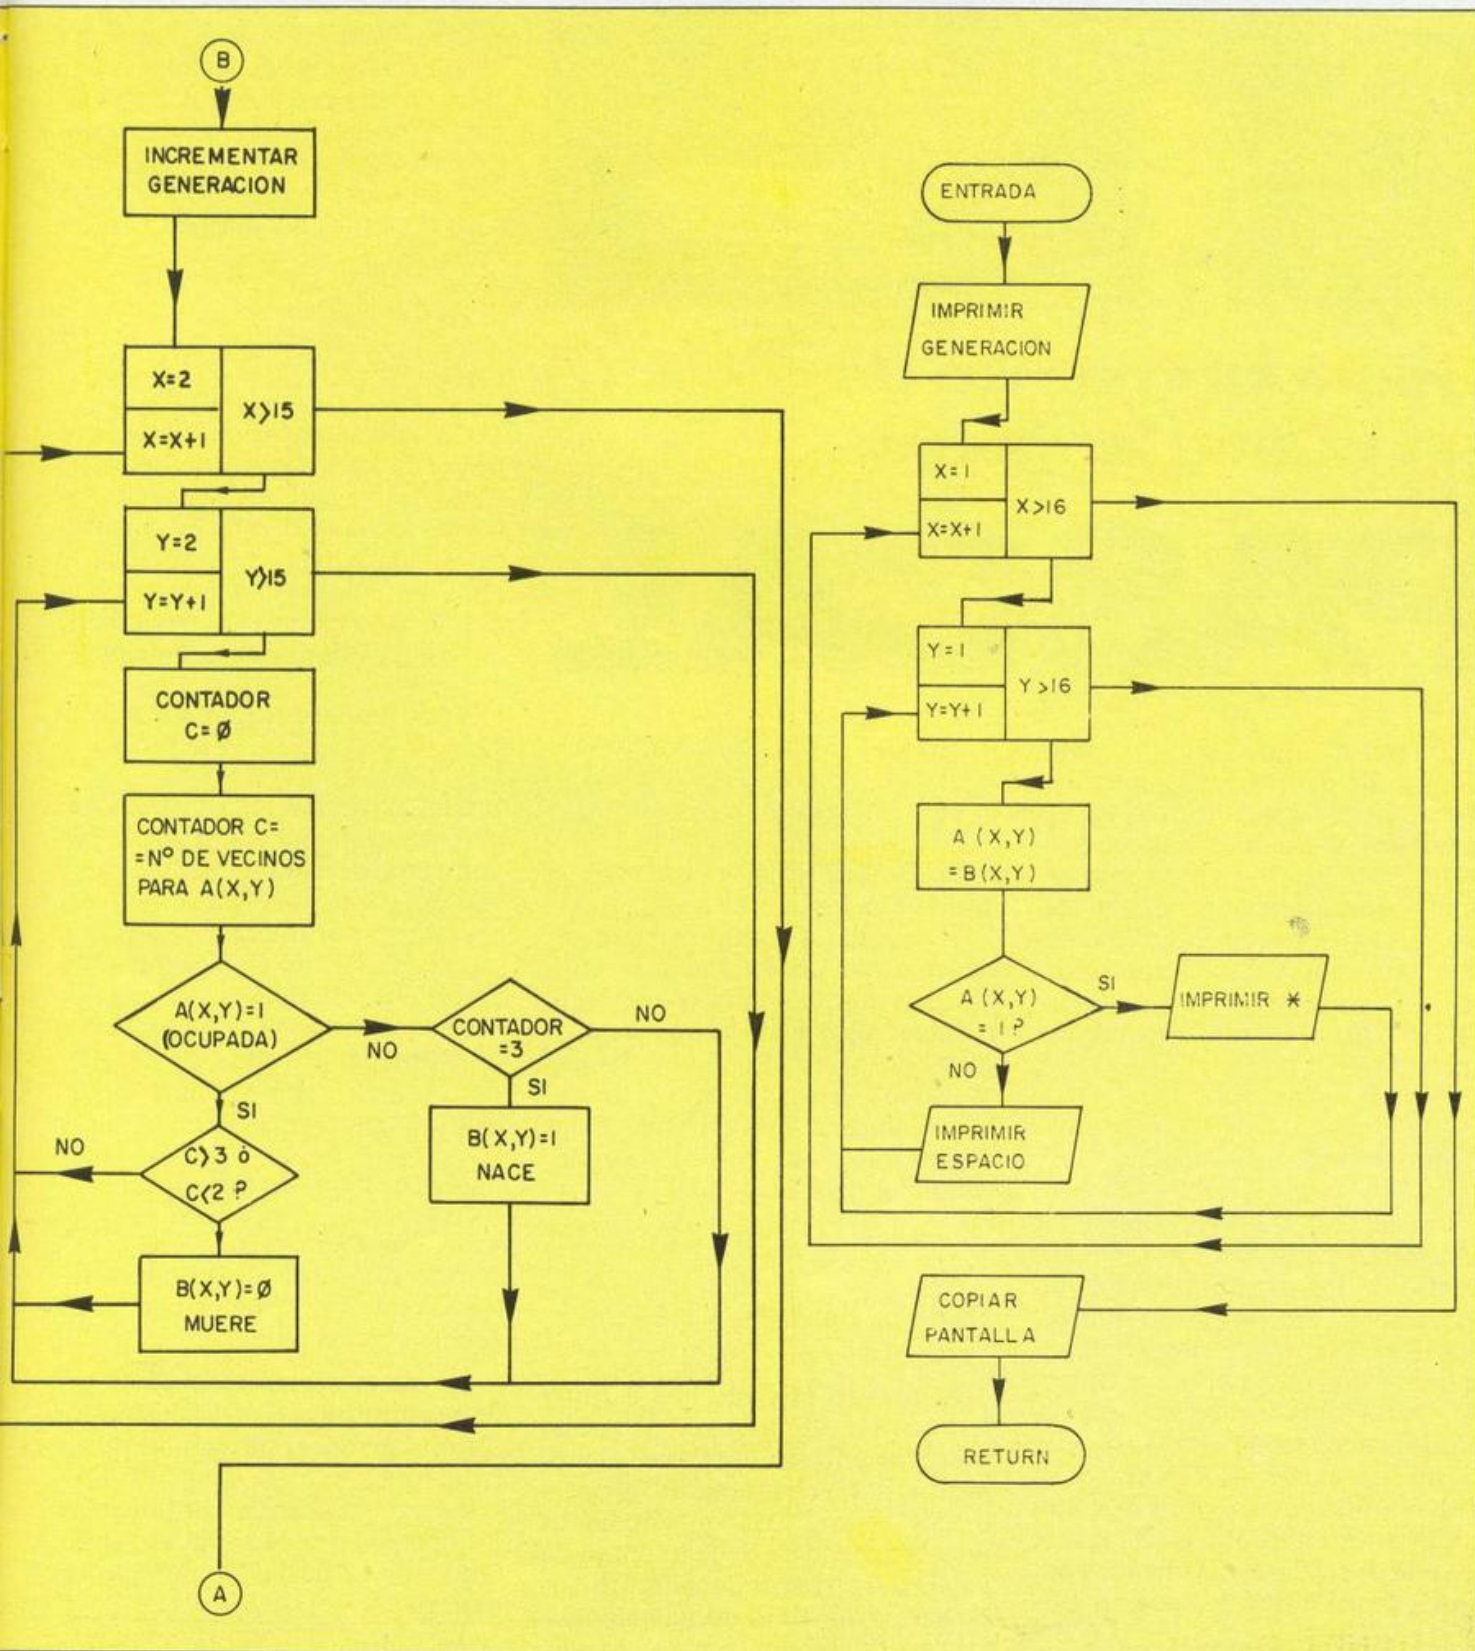 B
INCREMENTAR
GENERACION
X=2
X=X+1
X>15
Y=2
Y=Y+1
Y>15
CONTADOR
C=Ø
CONTADOR C=
=Nº DE VECINOS
PARA A(X,Y)
A(X,Y)=1
(OCUPADA)
NO
CONTADOR
=3
NO
SI
B(X,Y)=1
NACE
SI
C>3 ó
C<2 ?
NO
B(X,Y)=Ø
MUERE
A
ENTRADA
IMPRIMIR
GENERACION
X=1
X=X+1
X>16
Y=1
Y=Y+1
Y>16
A (X,Y)
=B(X,Y)
A (X,Y)
= 1 ?
SI
IMPRIMIR *
NO
IMPRIMIR
ESPACIO
COPIAR
PANTALLA
RETURN